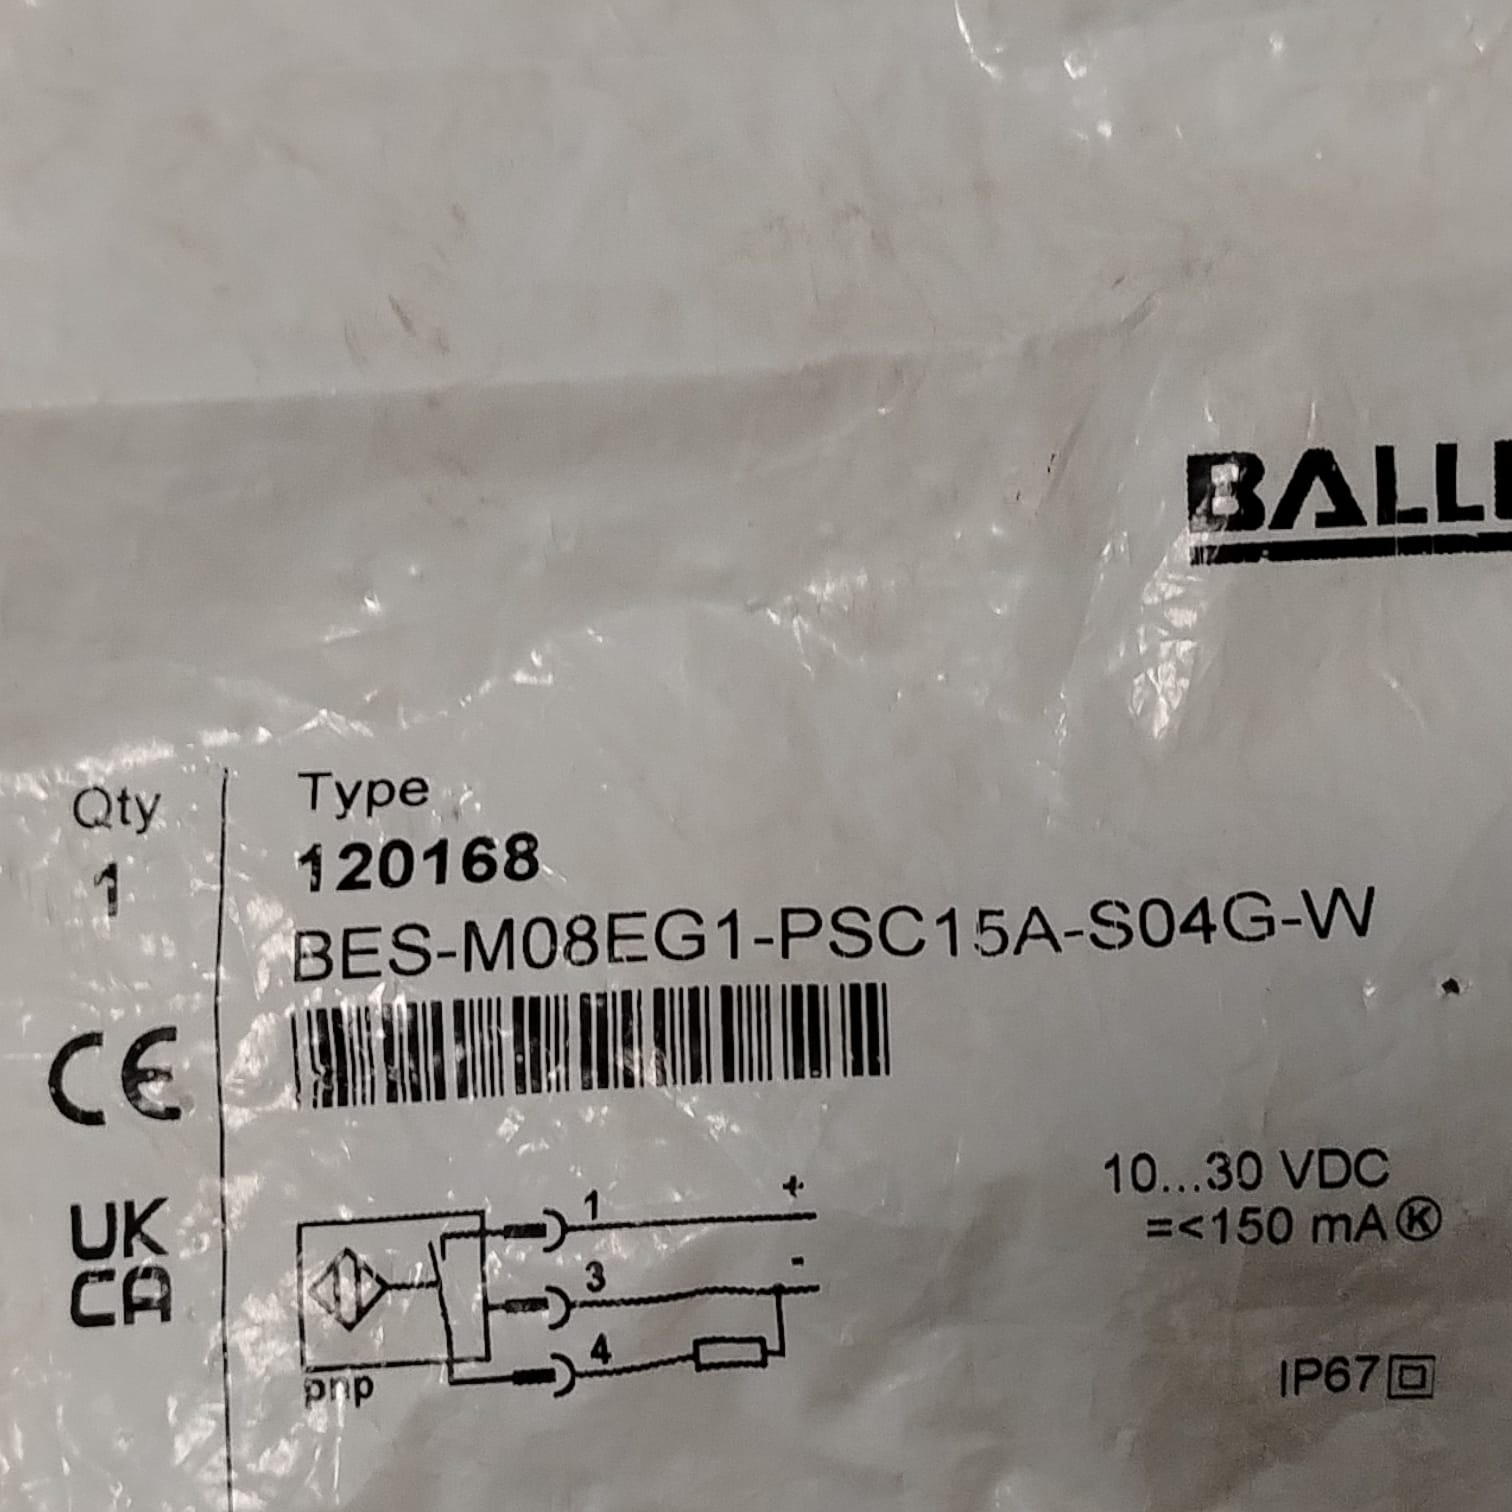 BALL
Qty
Type
1
120168
BES-M08EG1-PSC15A-S04G-W
CE
UK
CA
1
+
3
-
4
pnp
10...30 VDC
=<150 mA Ⓚ
IP67